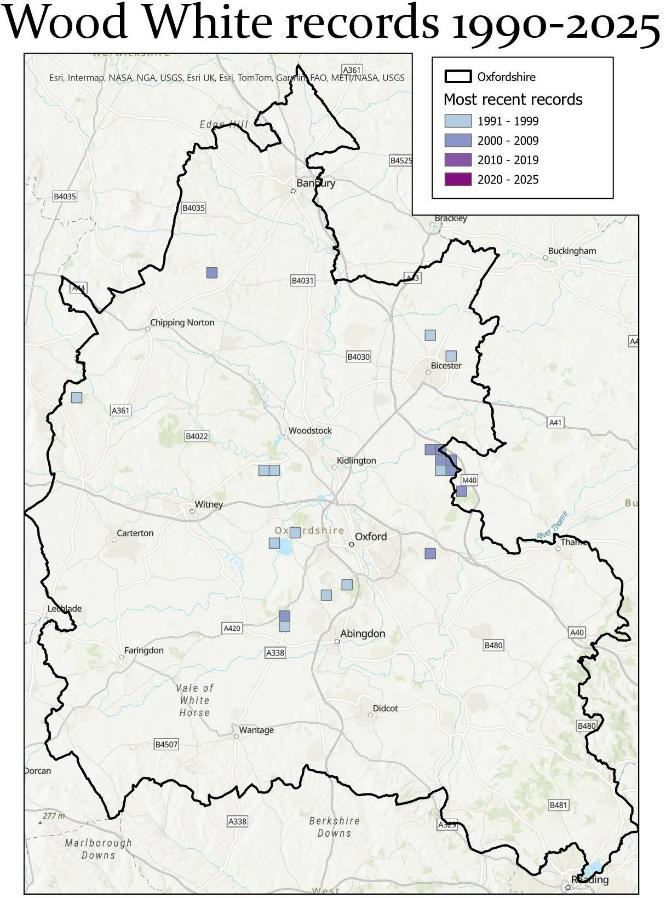 Wood White records 1990-2025
Esri, Intermap, NASA, NGA, USGS, Esri UK, Esri, TomTom, Garmin, FAO, METI/NASA, USGS
A361
Oxfordshire
Most recent records
1991 - 1999
2000 - 2009
2010 - 2019
2020 - 2025
Edge Hill
B4525
Banbury
B4035
B4035
Brackley
Buckingham
A44
B4031
A43
Chipping Norton
B4030
Bicester
A361
A41
B4022
Woodstock
Kidlington
M40
Witney
Carterton
Oxfordshire
Oxford
River Thame
Thame
Lechlade
A420
Abingdon
A40
A338
B480
Faringdon
Vale of
White
Horse
Didcot
B480
Wantage
B4507
Dorcan
277 m
A338
Berkshire
Downs
B481
A329
Marlborough
Downs
Reading
West